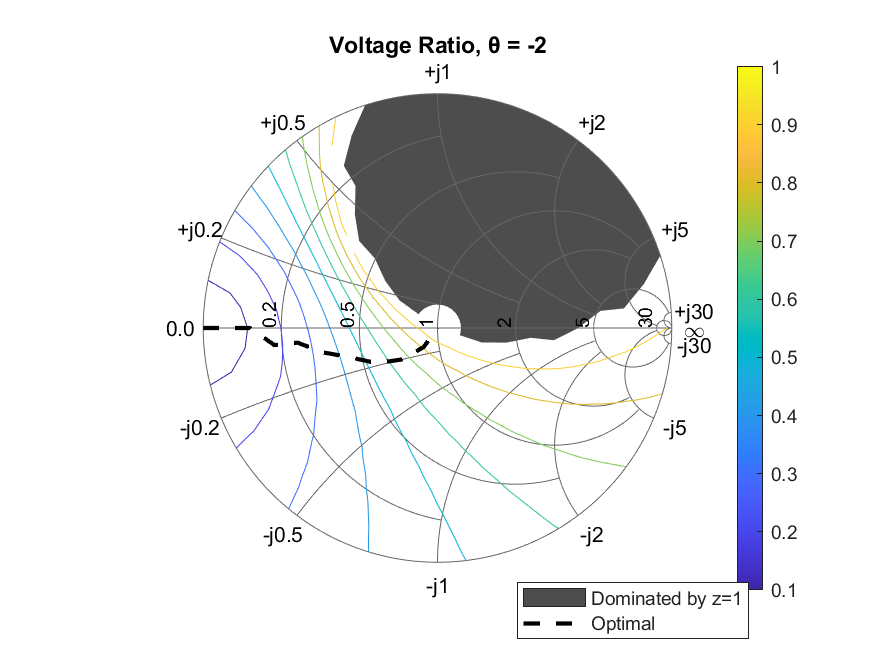 Voltage Ratio, θ = -2
+j1
+j0.5
+j2
+j0.2
+j5
0.0
0.2
0.5
1
2
5
30
+j30
∞
-j30
-j0.2
-j5
-j0.5
-j2
-j1
1
0.9
0.8
0.7
0.6
0.5
0.4
0.3
0.2
0.1
Dominated by z=1
Optimal